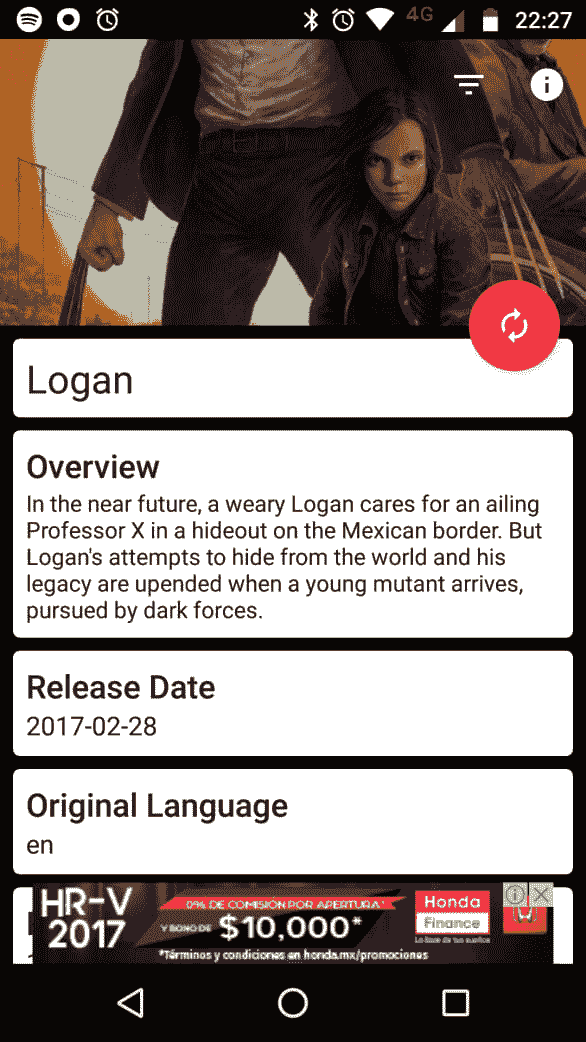 4G 22:27
Logan
Overview
In the near future, a weary Logan cares for an ailing
Professor X in a hideout on the Mexican border. But
Logan's attempts to hide from the world and his
legacy are upended when a young mutant arrives,
pursued by dark forces.
Release Date
2017-02-28
Original Language
en
HR-V
2017
0% DE COMISIÓN POR APERTURA*
Y BONO DE $10,000*
*Términos y condiciones en honda.mx/promociones
Honda
Finance